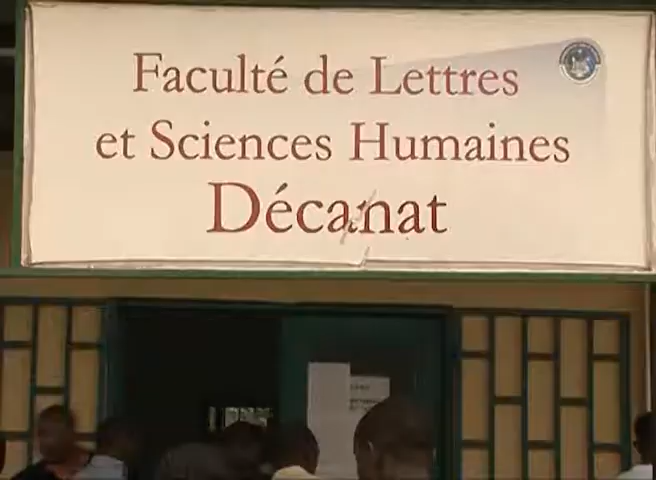 Faculté de Lettres
et Sciences Humaines
Décanat